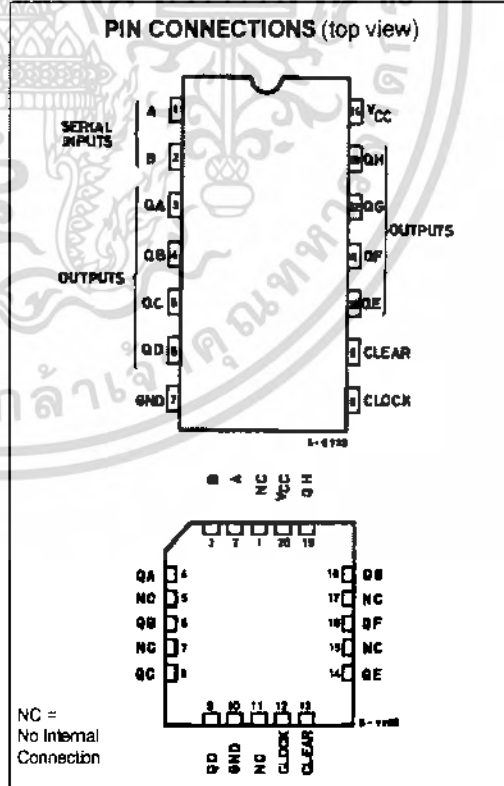 PIN CONNECTIONS (top view)
SERIAL INPUTS
A 1
B 2
OUTPUTS
QA 3
QB 4
QC 5
QD 6
GND 7
VCC
QH
QG
QF
QE
OUTPUTS
CLEAR
CLOCK 8
B A NC VCC QH
3 2 1 20 19
QA 4
NC 5
QB 6
NC 7
QC 8
18
17 NC
16 QF
15 NC
14 QE
9 10 11 12 13
QD GND NC CLOCK CLEAR
NC =
No Internal
Connection